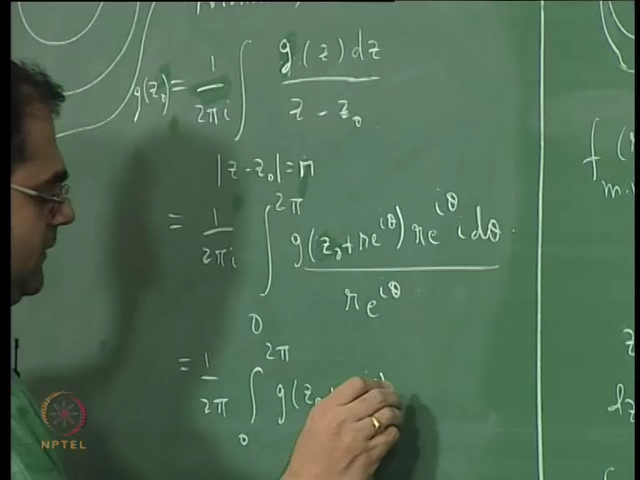 g(z₀) = 1/2πi ∫ g(z)dz / z - z₀
|z - z₀| = r
= 1/2πi ∫₀^2π g(z₀ + re^iθ) re^iθ i dθ / re^iθ
= 1/2π ∫₀^2π g(z₀
f
m.
z
dz
NPTEL